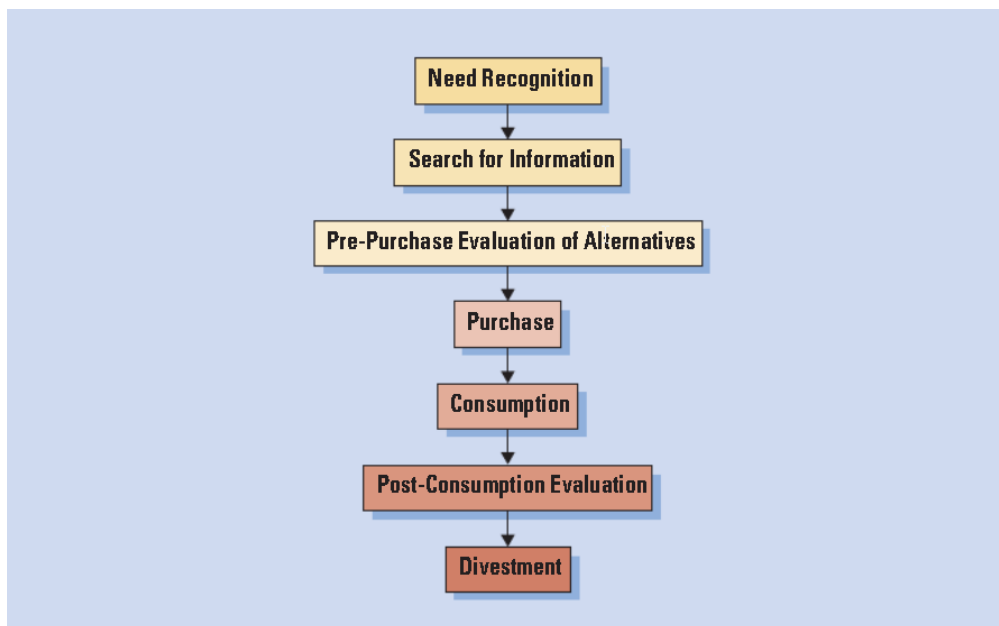 Need Recognition
Search for Information
Pre-Purchase Evaluation of Alternatives
Purchase
Consumption
Post-Consumption Evaluation
Divestment